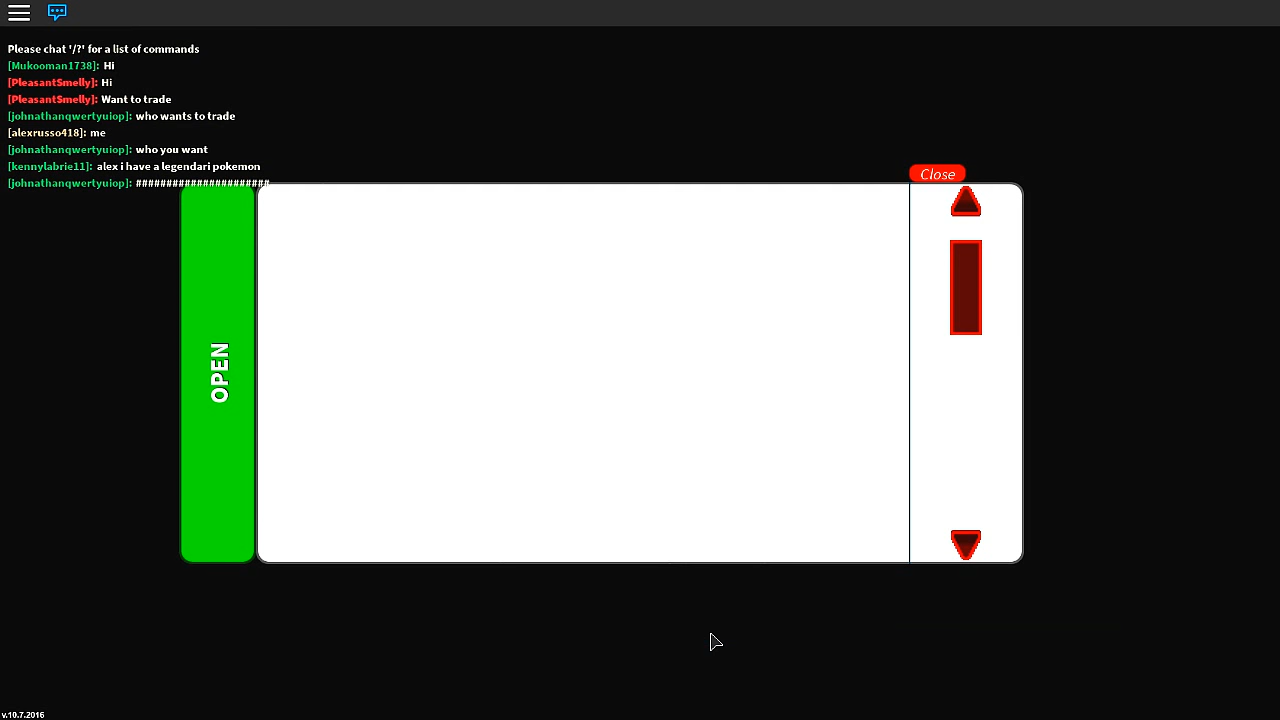 Please chat '/?' for a list of commands
[Mukooman1738]: Hi
[PleasantSmelly]: Hi
[PleasantSmelly]: Want to trade
[johnathanqwertyuiop]: who wants to trade
[alexrusso418]: me
[johnathanqwertyuiop]: who you want
[kennylabrie11]: alex i have a legendari pokemon
[johnathanqwertyuiop]: ######################
Close
OPEN
v.10.7.2016